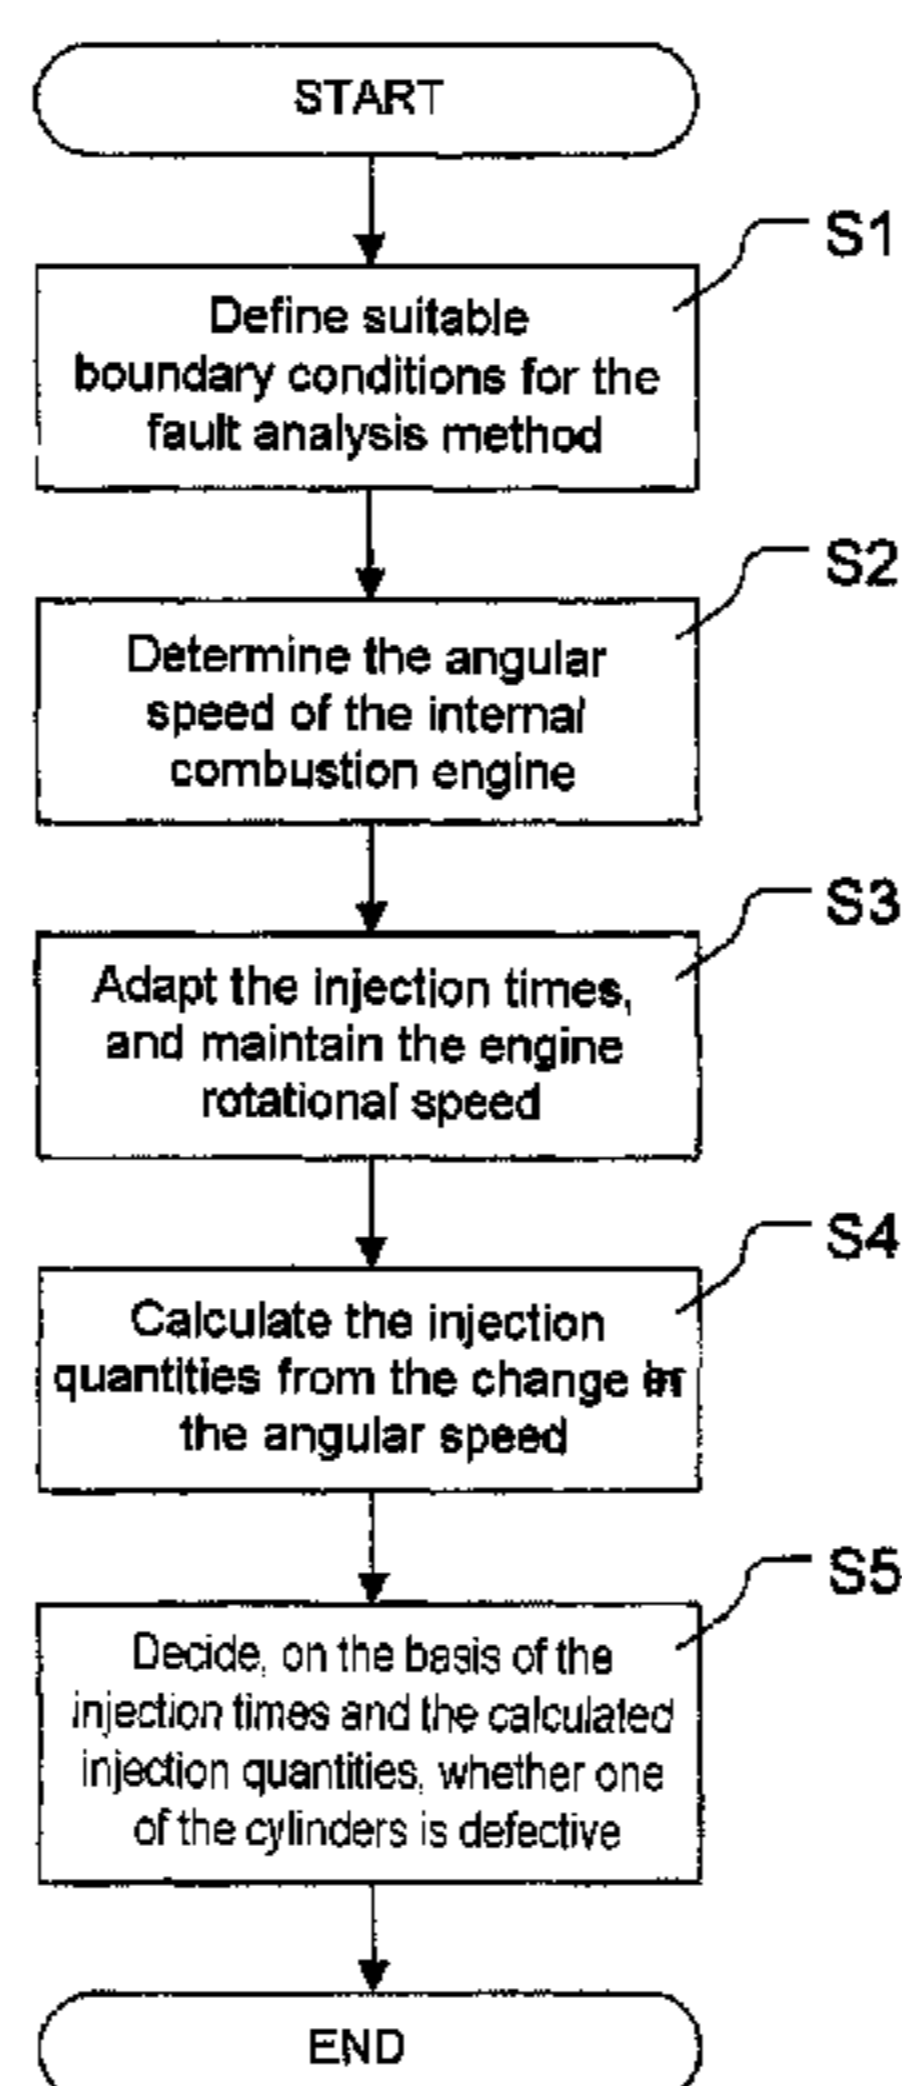 START
S1
Define suitable
boundary conditions for the
fault analysis method
S2
Determine the angular
speed of the internal
combustion engine
S3
Adapt the injection times,
and maintain the engine
rotational speed
S4
Calculate the injection
quantities from the change in
the angular speed
S5
Decide, on the basis of the
injection times and the calculated
injection quantities, whether one
of the cylinders is defective
END